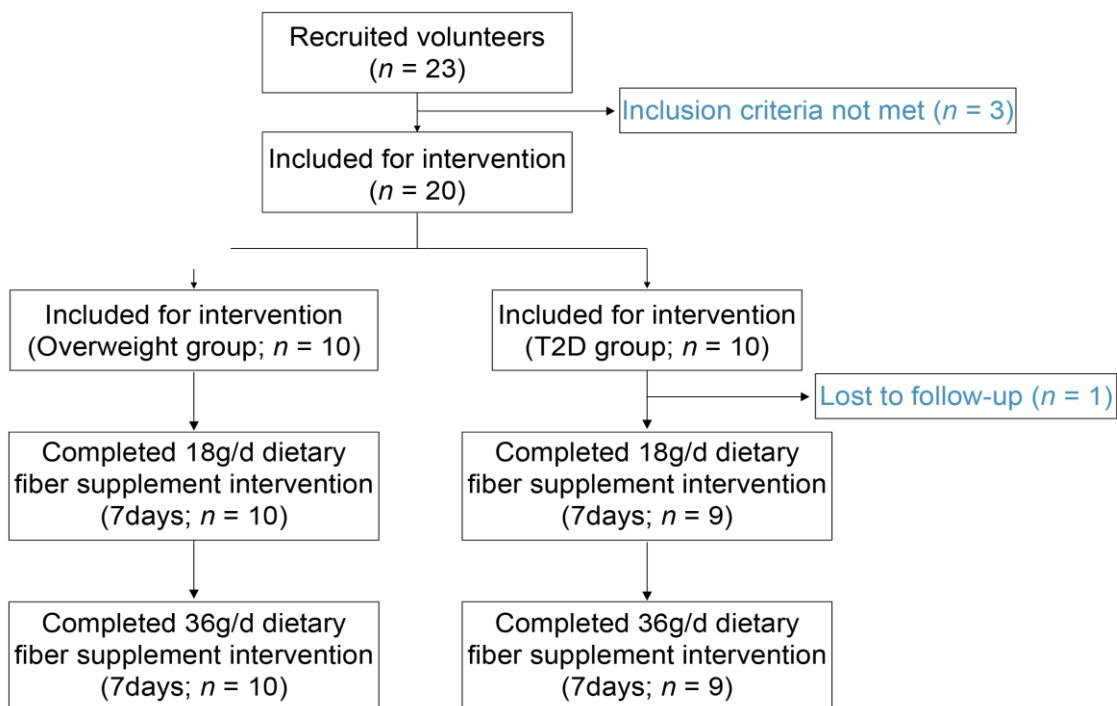 Recruited volunteers
(n = 23)
Inclusion criteria not met (n = 3)
Included for intervention
(n = 20)
Included for intervention
(Overweight group; n = 10)
Included for intervention
(T2D group; n = 10)
Lost to follow-up (n = 1)
Completed 18g/d dietary
fiber supplement intervention
(7days; n = 10)
Completed 18g/d dietary
fiber supplement intervention
(7days; n = 9)
Completed 36g/d dietary
fiber supplement intervention
(7days; n = 10)
Completed 36g/d dietary
fiber supplement intervention
(7days; n = 9)